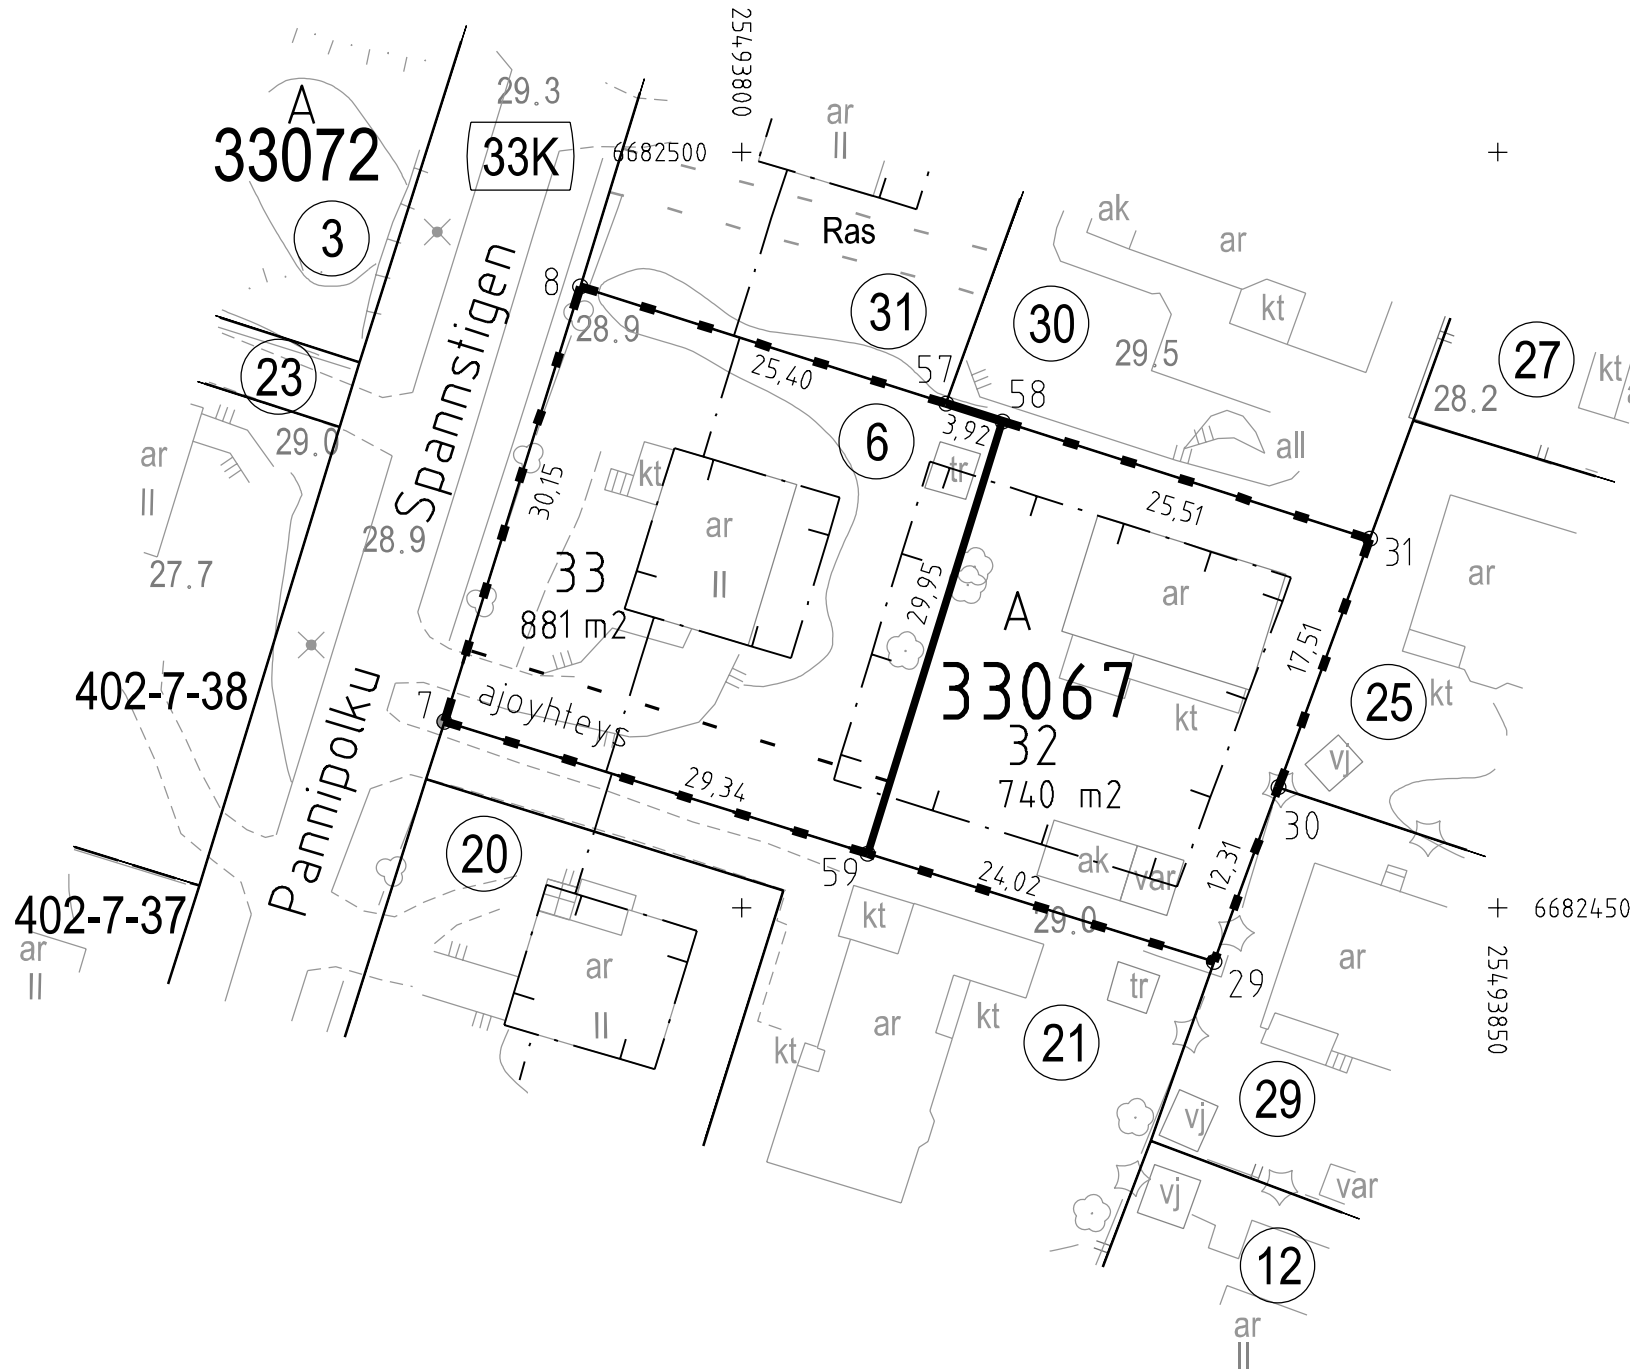 25493800
29.3
A
33072
33K
6682500
ar
II
Ras
ak
ar
3
kt
8
31
30
29.5
27
kt
28.9
28.2
57
58
23
25,40
3,92
29.0
6
all
ar
II
Spannstigen
kt
tr
30,15
25,51
28.9
ar
II
31
27.7
33
29,95
ar
ar
881 m2
A
17,51
402-7-38
33067
25
kt
7
ajoyhteys
kt
32
vj
Pannipolku
29,34
740 m2
30
20
59
24,02
ak
var
12,31
402-7-37
kt
29.0
6682450
ar
II
ar
II
ar
29
25493850
tr
kt
ar
kt
21
29
vj
vj
var
12
ar
II